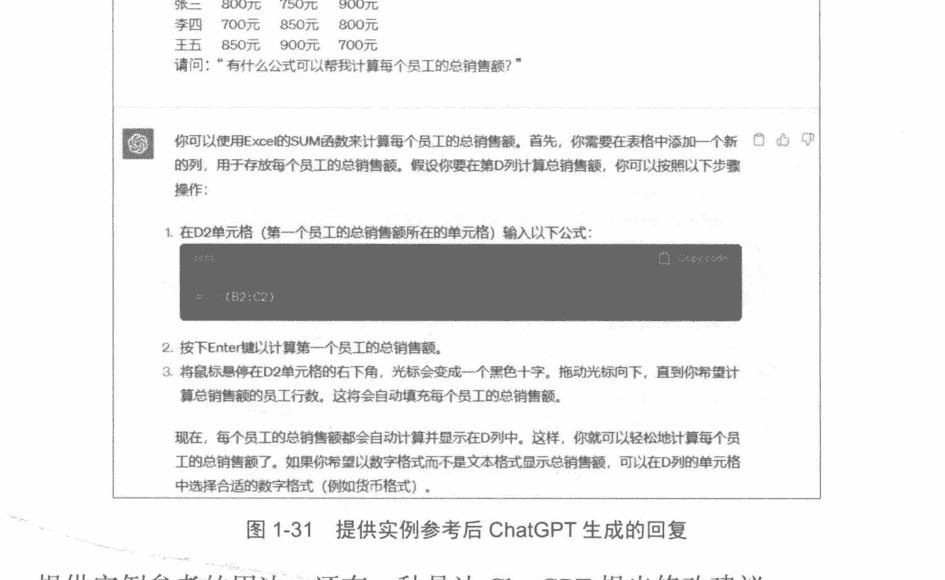 张三 800元 750元 900元
李四 700元 850元 800元
王五 850元 900元 700元
请问：“有什么公式可以帮我计算每个员工的总销售额？”
你可以使用Excel的SUM函数来计算每个员工的总销售额。首先，你需要在表格中添加一个新
的列，用于存放每个员工的总销售额。假设你要在第D列计算总销售额，你可以按照以下步骤
操作：
1. 在D2单元格（第一个员工的总销售额所在的单元格）输入以下公式：
Copy code
= (B2:C2)
2. 按下Enter键以计算第一个员工的总销售额。
3. 将鼠标悬停在D2单元格的右下角，光标会变成一个黑色十字。拖动光标向下，直到你希望计
算总销售额的员工行数。这将会自动填充每个员工的总销售额。
现在，每个员工的总销售额都会自动计算并显示在D列中。这样，你就可以轻松地计算每个员
工的总销售额了。如果你希望以数字格式而不是文本格式显示总销售额，可以在D列的单元格
中选择合适的数字格式（例如货币格式）。
图 1-31 提供实例参考后 ChatGPT 生成的回复